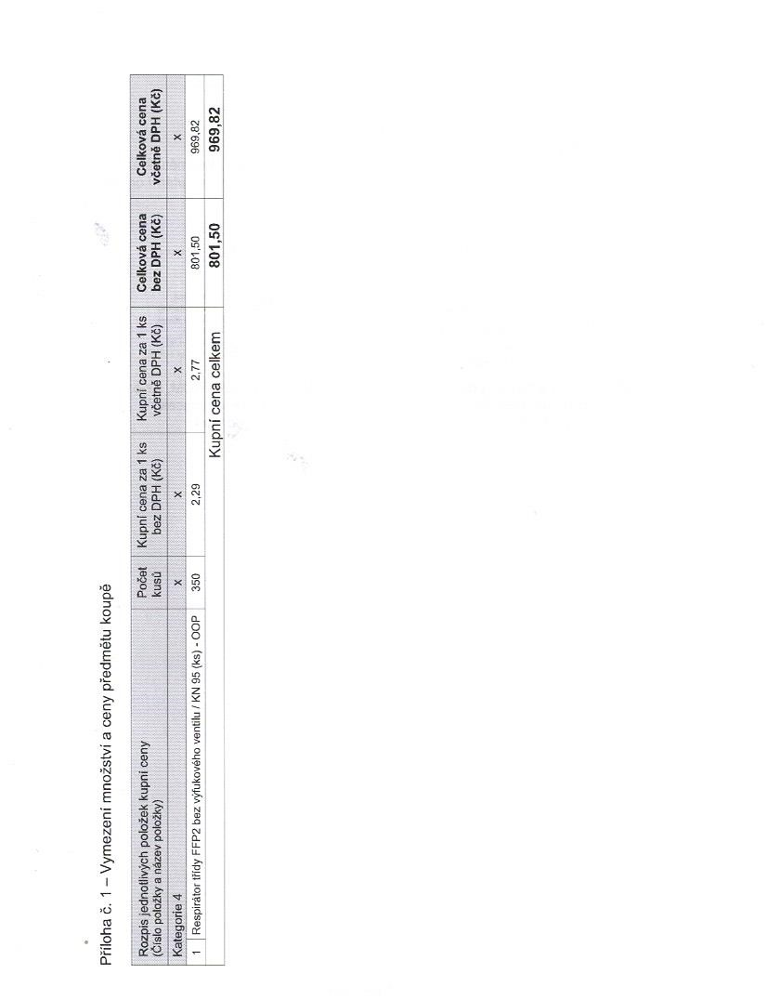 Příloha č. 1 – Vymezení množství a ceny předmětu koupě
Rozpis jednotlivých položek kupní ceny
(Číslo položky a název položky)
Počet
kusů
Kupní cena za 1 ks
bez DPH (Kč)
Kupní cena za 1 ks
včetně DPH (Kč)
Celková cena
bez DPH (Kč)
Celková cena
včetně DPH (Kč)
Kategorie 4 X X X X X
1 Respirátor třídy FFP2 bez výfukového ventilu / KN 95 (ks) - OOP 350 2,29 2,77 801,50 969,82
Kupní cena celkem 801,50 969,82